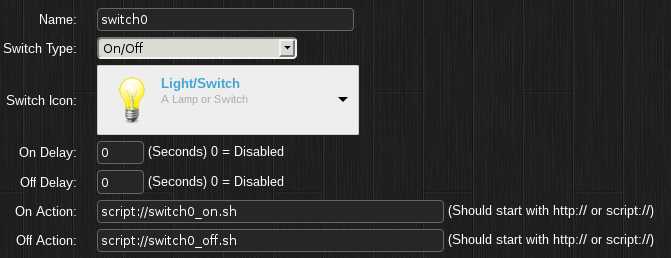 Name: switch0
Switch Type: On/Off
Light/Switch
Switch Icon: A Lamp or Switch
On Delay: 0 (Seconds) 0 = Disabled
Off Delay: 0 (Seconds) 0 = Disabled
On Action: script://switch0_on.sh (Should start with http:// or script://)
Off Action: script://switch0_off.sh (Should start with http:// or script://)